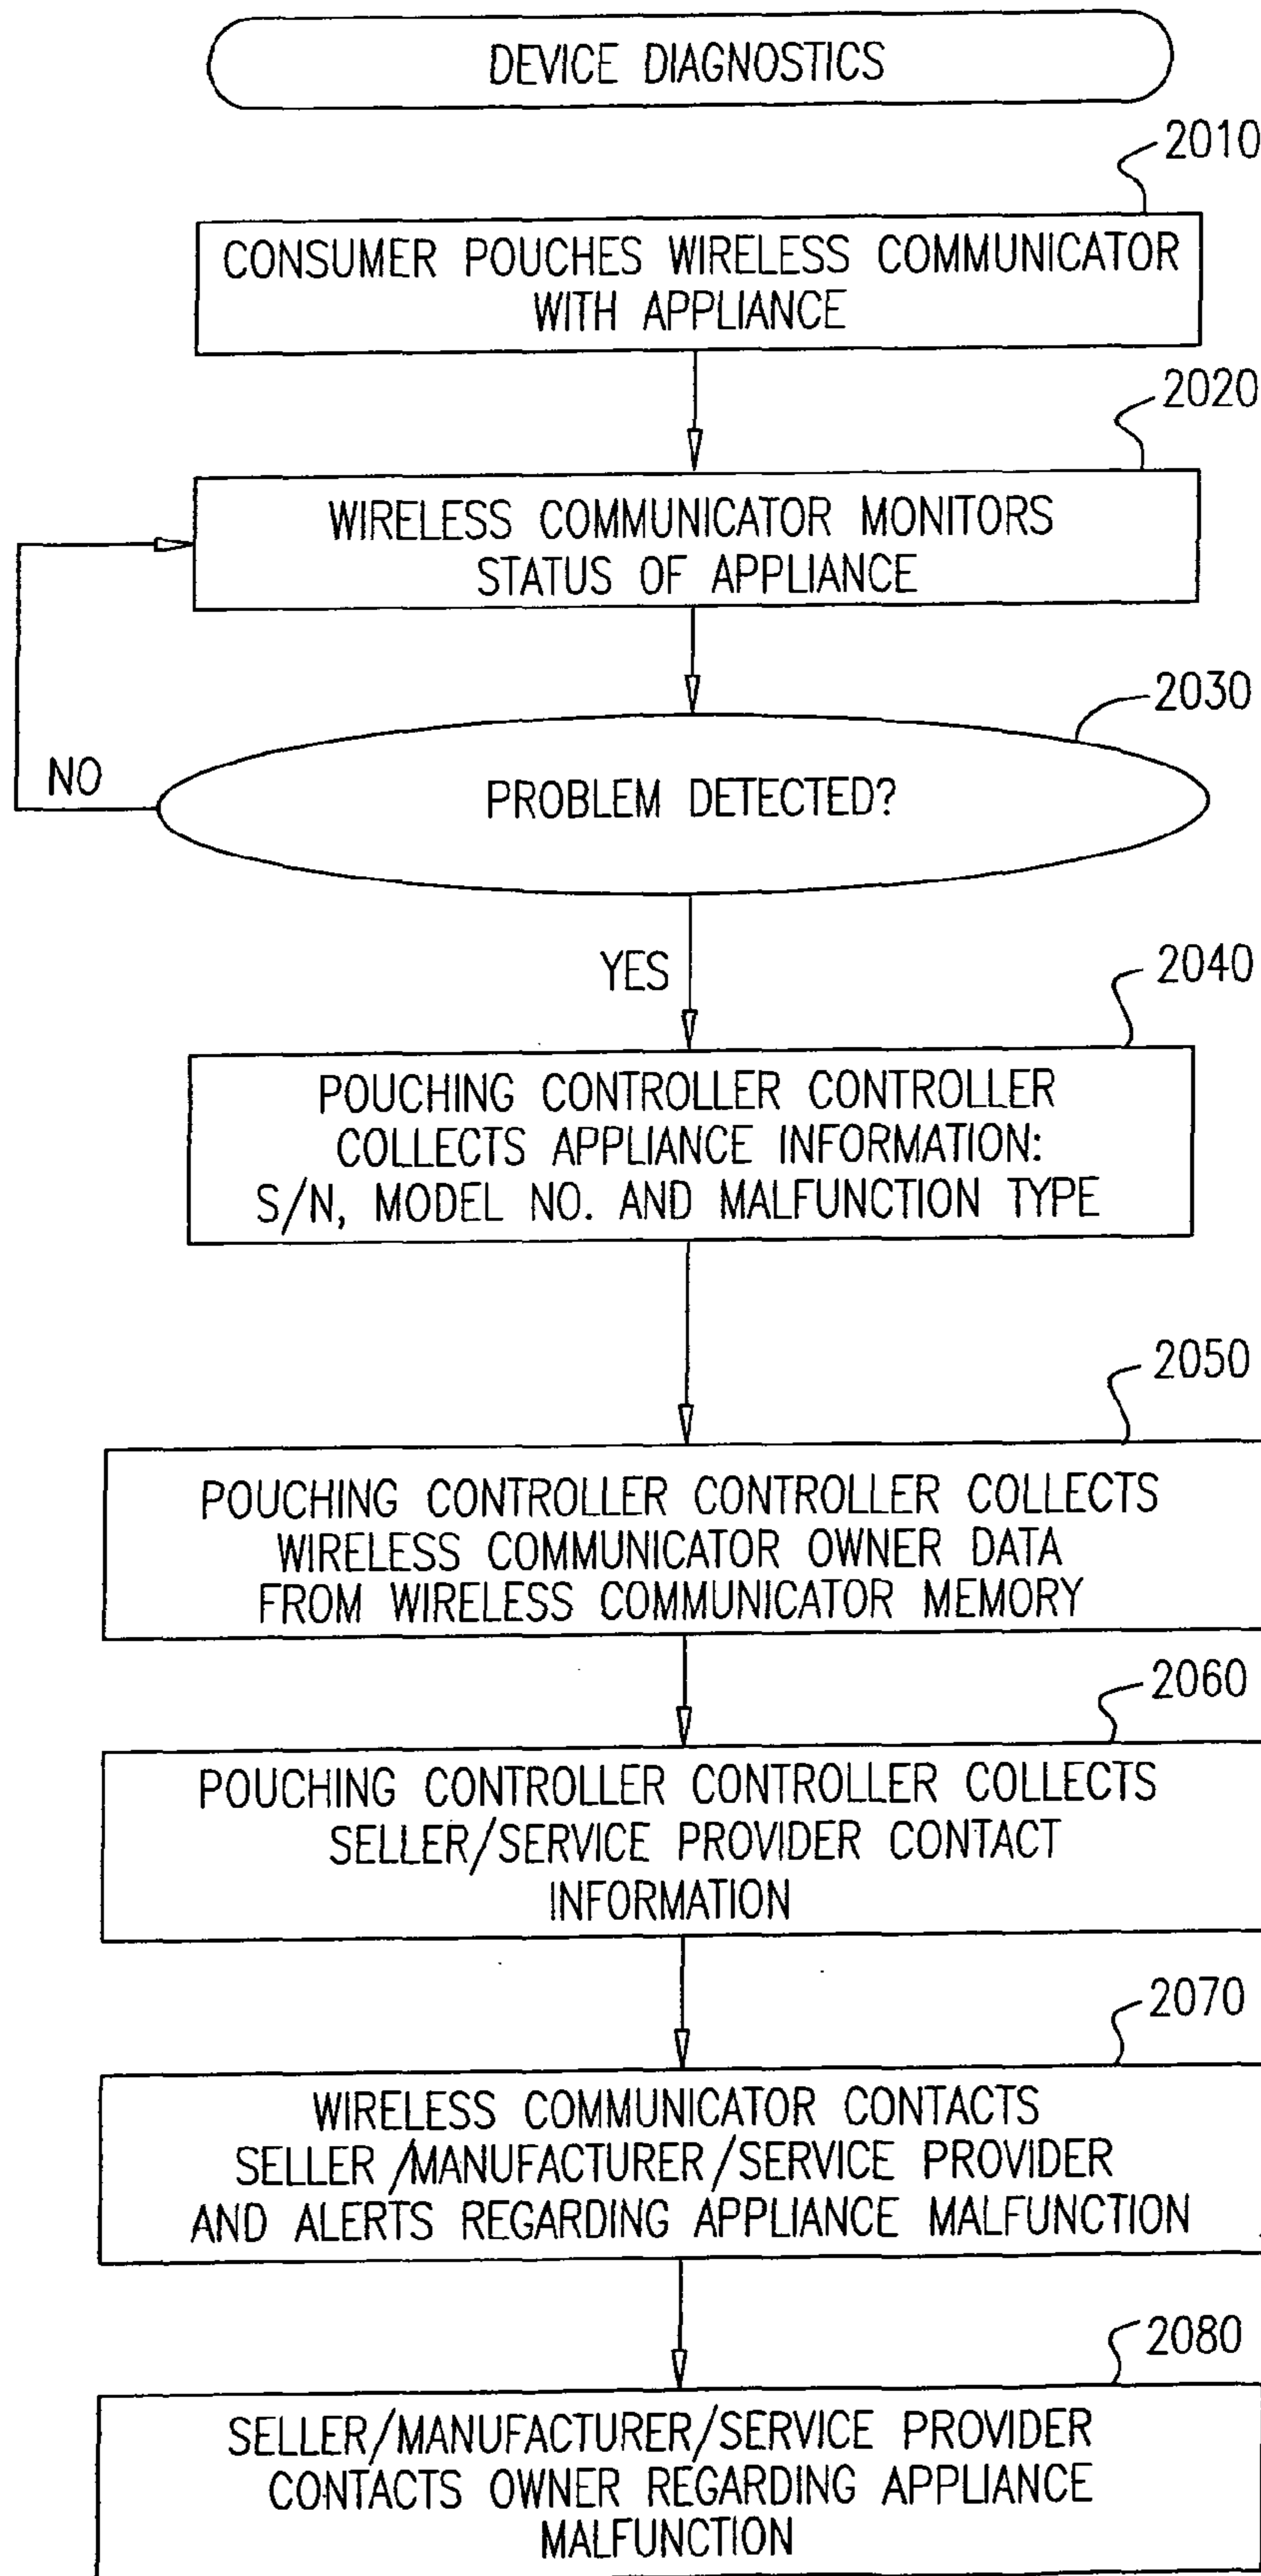 DEVICE DIAGNOSTICS
2010
CONSUMER POUCHES WIRELESS COMMUNICATOR
WITH APPLIANCE
2020
WIRELESS COMMUNICATOR MONITORS
STATUS OF APPLIANCE
2030
PROBLEM DETECTED?
NO
YES
2040
POUCHING CONTROLLER CONTROLLER
COLLECTS APPLIANCE INFORMATION:
S/N, MODEL NO. AND MALFUNCTION TYPE
2050
POUCHING CONTROLLER CONTROLLER COLLECTS
WIRELESS COMMUNICATOR OWNER DATA
FROM WIRELESS COMMUNICATOR MEMORY
2060
POUCHING CONTROLLER CONTROLLER COLLECTS
SELLER/SERVICE PROVIDER CONTACT
INFORMATION
2070
WIRELESS COMMUNICATOR CONTACTS
SELLER/MANUFACTURER/SERVICE PROVIDER
AND ALERTS REGARDING APPLIANCE MALFUNCTION
2080
SELLER/MANUFACTURER/SERVICE PROVIDER
CONTACTS OWNER REGARDING APPLIANCE
MALFUNCTION